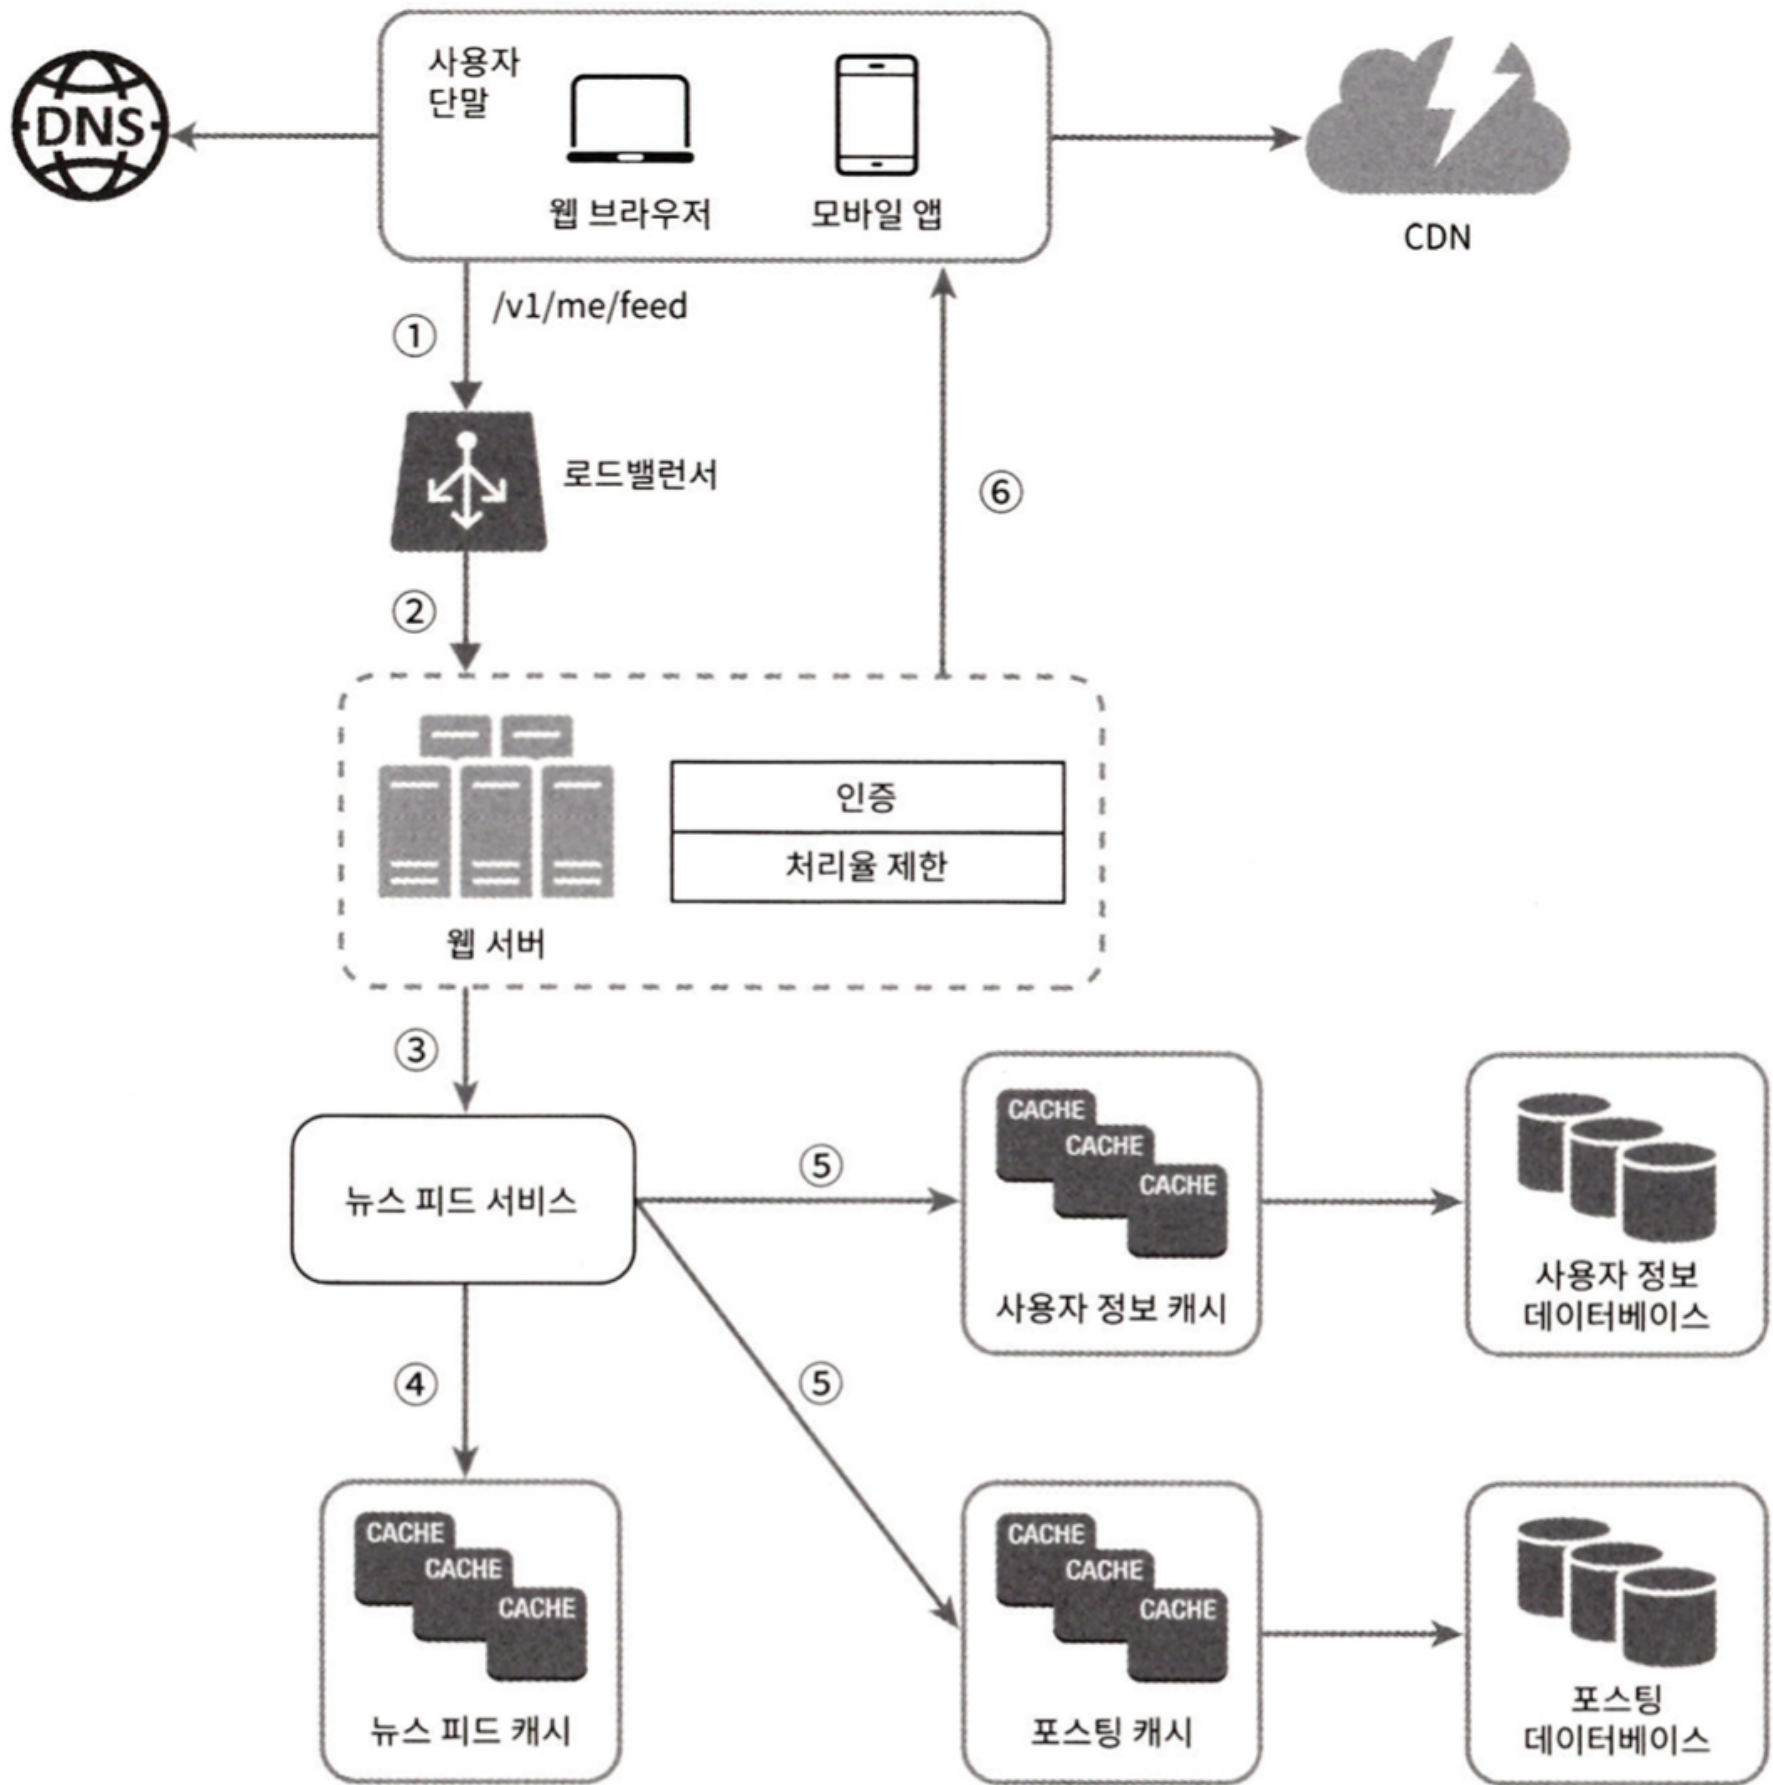 사용자
단말
DNS
웹 브라우저
모바일 앱
CDN
/v1/me/feed
①
로드밸런서
⑥
②
인증
처리율 제한
웹 서버
③
CACHE
CACHE
CACHE
⑤
뉴스 피드 서비스
사용자 정보 캐시
사용자 정보
데이터베이스
④
⑤
CACHE
CACHE
CACHE
뉴스 피드 캐시
CACHE
CACHE
CACHE
포스팅 캐시
포스팅
데이터베이스